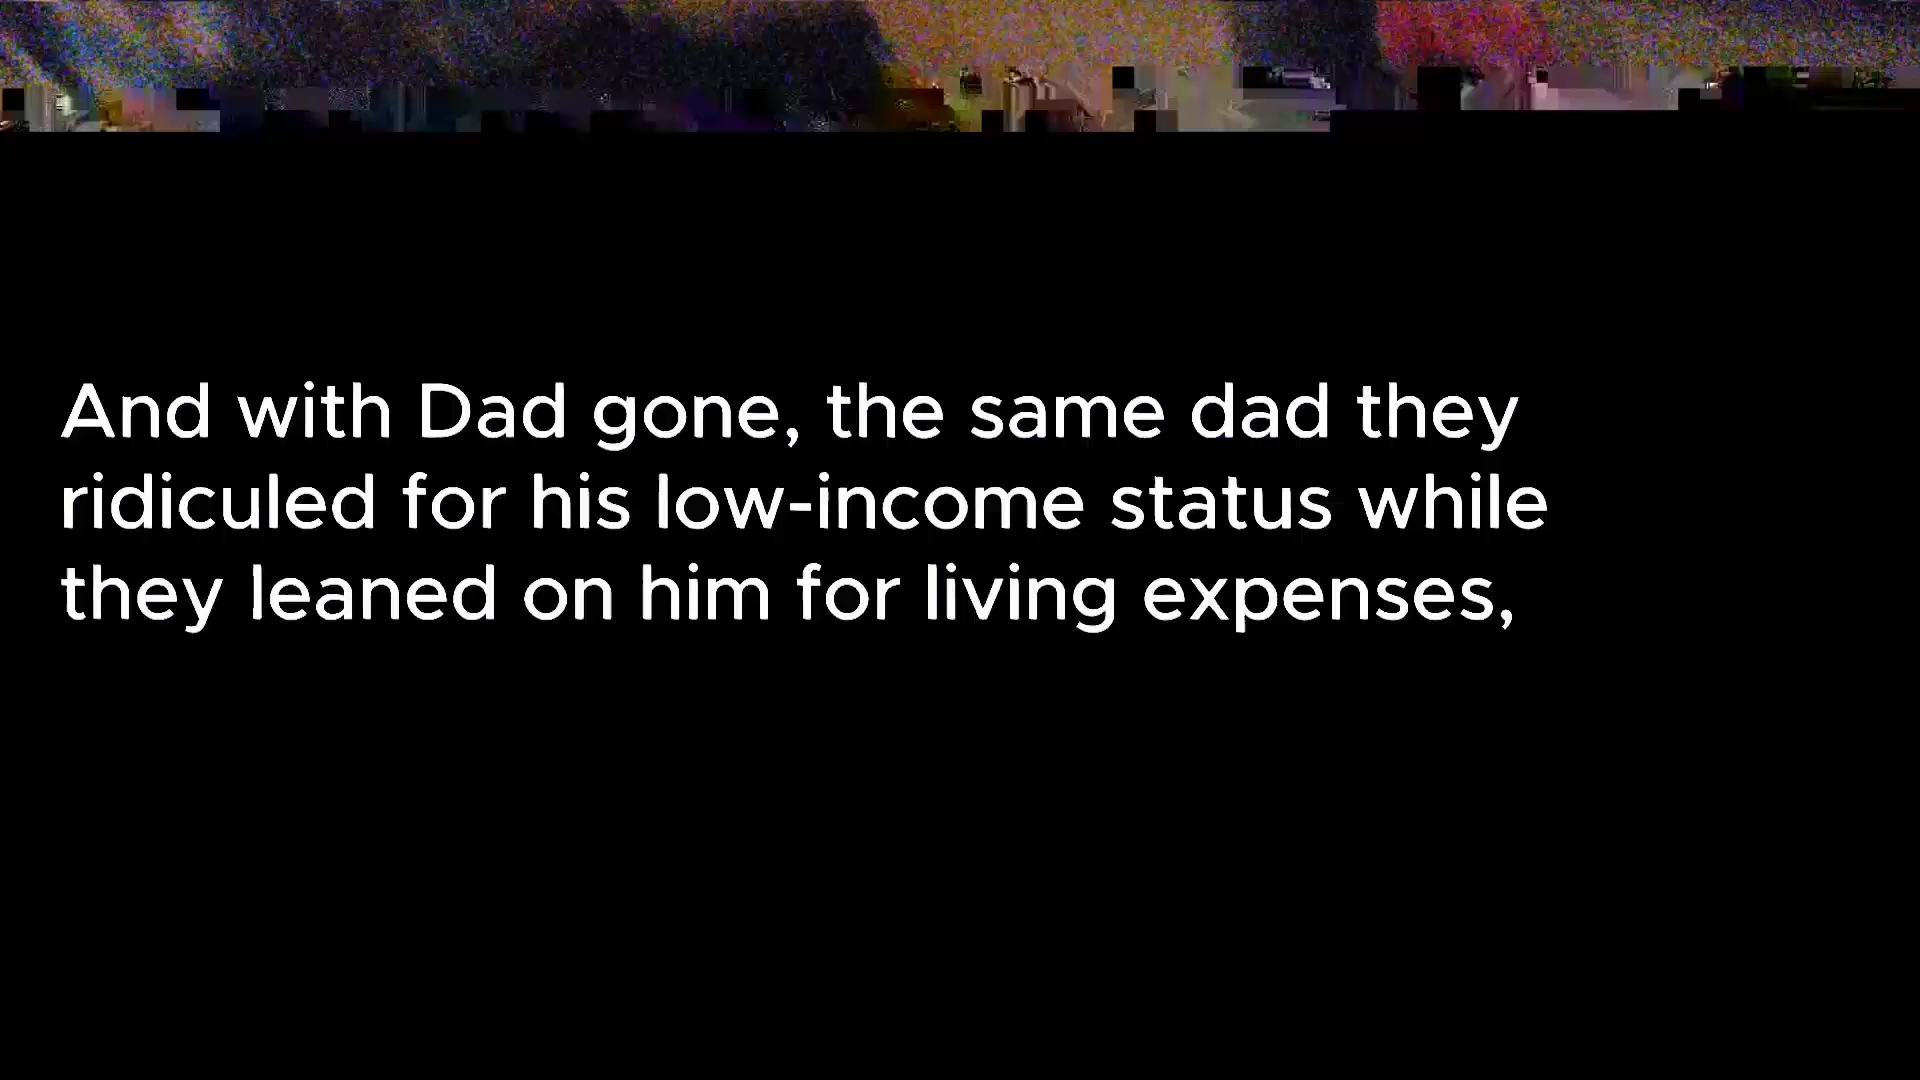 And with Dad gone, the same dad they
ridiculed for his low-income status while
they leaned on him for living expenses,